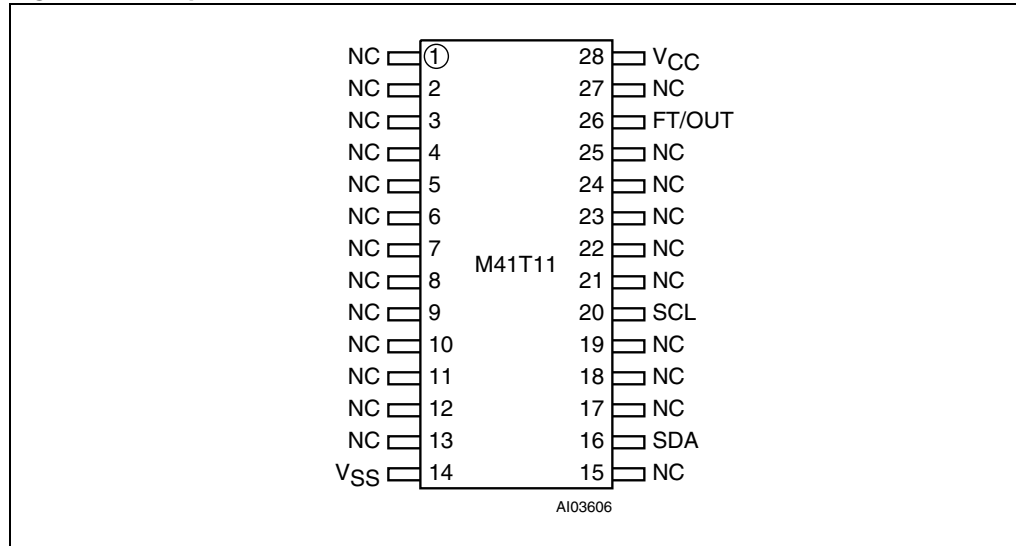 NC 1 28 VCC
NC 2 27 NC
NC 3 26 FT/OUT
NC 4 25 NC
NC 5 24 NC
NC 6 23 NC
NC 7 22 NC
M41T11
NC 8 21 NC
NC 9 20 SCL
NC 10 19 NC
NC 11 18 NC
NC 12 17 NC
NC 13 16 SDA
VSS 14 15 NC
AI03606